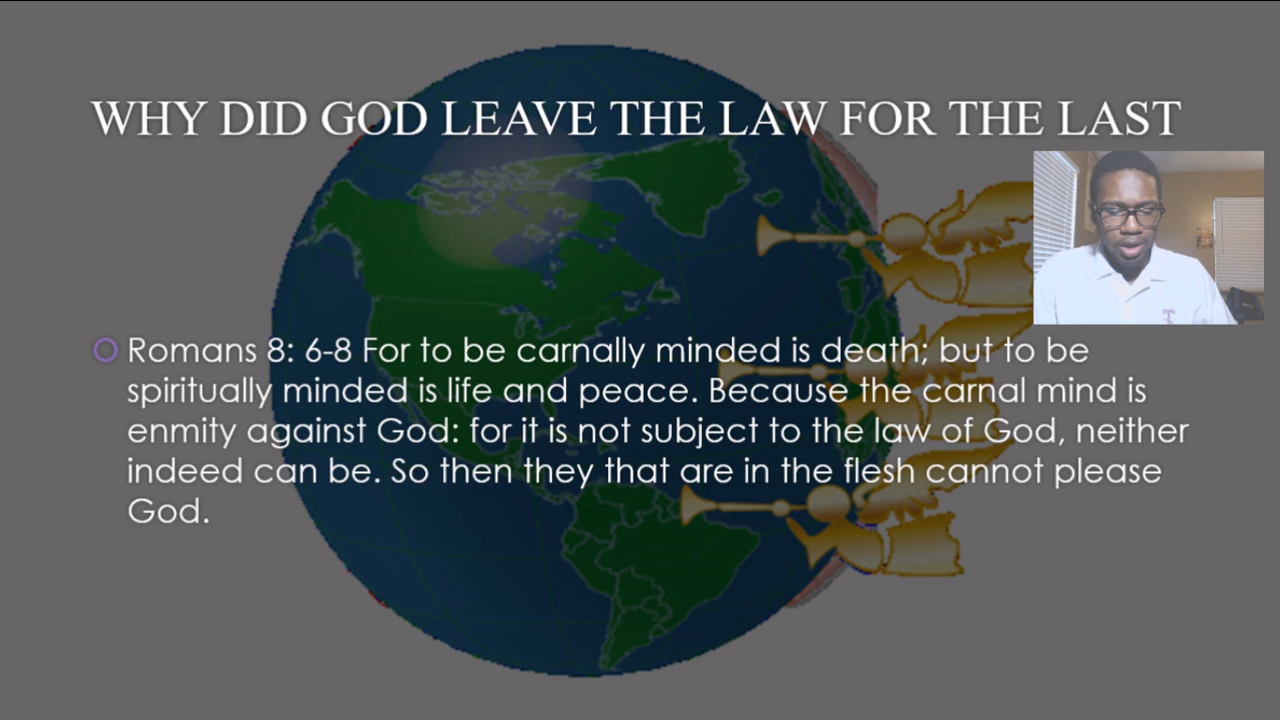 WHY DID GOD LEAVE THE LAW FOR THE LAST
Romans 8: 6-8 For to be carnally minded is death; but to be
spiritually minded is life and peace. Because the carnal mind is
enmity against God: for it is not subject to the law of God, neither
indeed can be. So then they that are in the flesh cannot please
God.